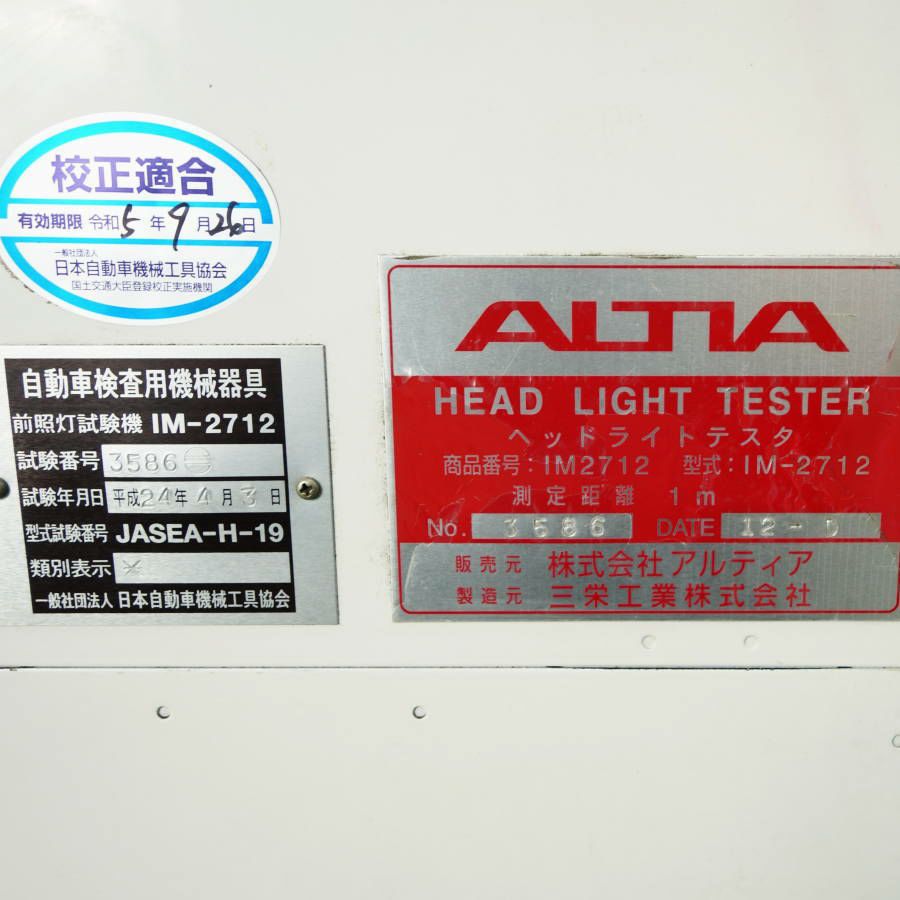 校正適合
有効期限 令和5年9月26日
一般社団法人
日本自動車機械工具協会
国土交通大臣登録校正実施機関
自動車検査用機械器具
前照灯試験機 IM-2712
試験番号 3586
試験年月日 平成24年4月3日
型式試験番号 JASEA-H-19
類別表示 ※
一般社団法人 日本自動車機械工具協会
ALTIA
HEAD LIGHT TESTER
ヘッドライトテスタ
商品番号:IM2712 型式:IM-2712
測定距離 1m
No. 3586 DATE 12-D
販売元 株式会社アルティア
製造元 三栄工業株式会社